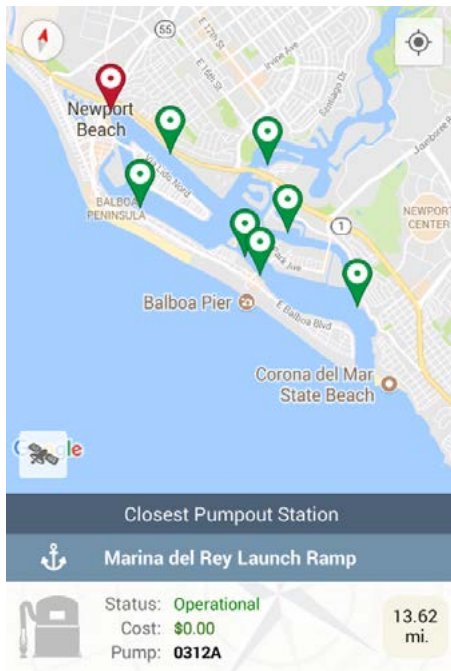 55
E 17th St
E 16th St
Irvine Ave
Santiago Dr
Jamboree Rd
Newport
Beach
Via Lido Nord
BALBOA
PENINSULA
NEWPORT
CENTER
1
Park Ave
Balboa Pier
E Balboa Blvd
Corona del Mar
State Beach
Closest Pumpout Station
Marina del Rey Launch Ramp
Status: Operational
Cost: $0.00
13.62
mi.
Pump: 0312A